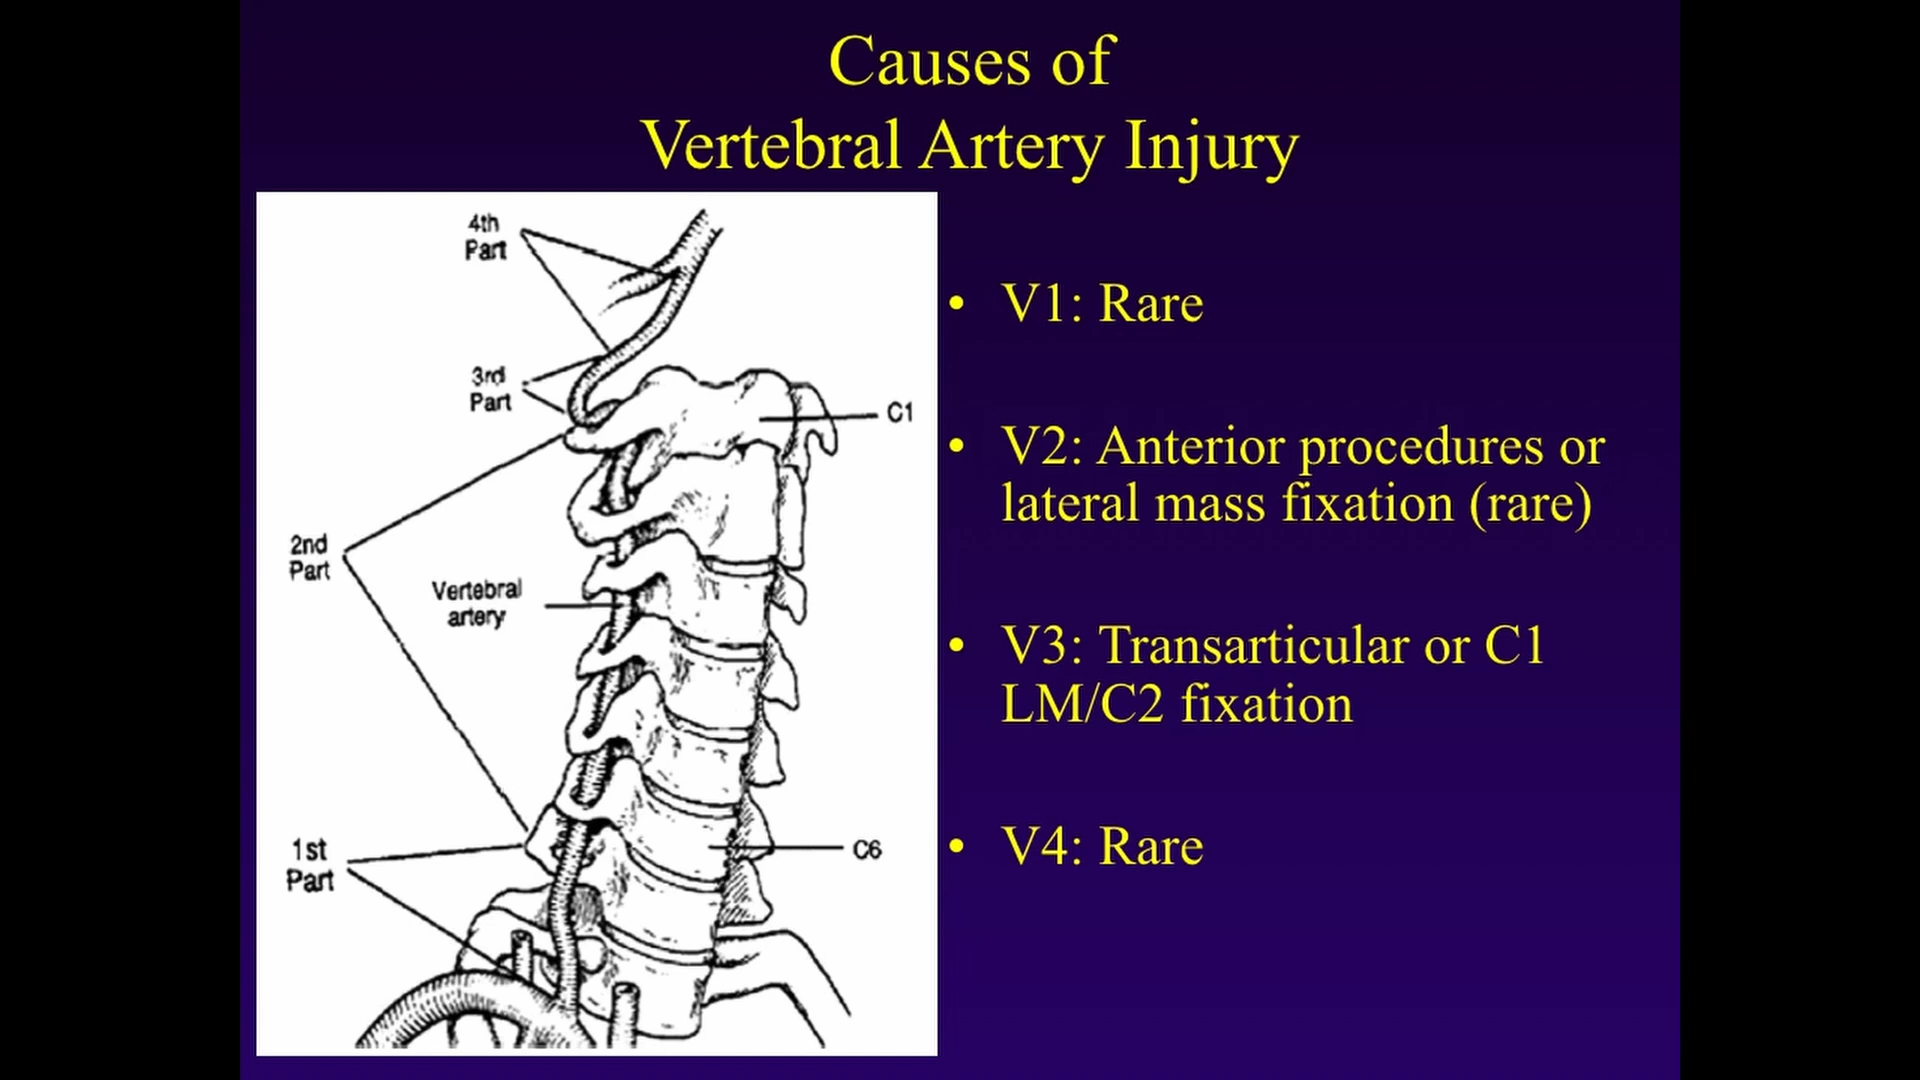 Causes of
Vertebral Artery Injury
4th
Part
3rd
Part
C1
2nd
Part
Vertebral
artery
1st
Part
C6
• V1: Rare
• V2: Anterior procedures or
lateral mass fixation (rare)
• V3: Transarticular or C1
LM/C2 fixation
• V4: Rare